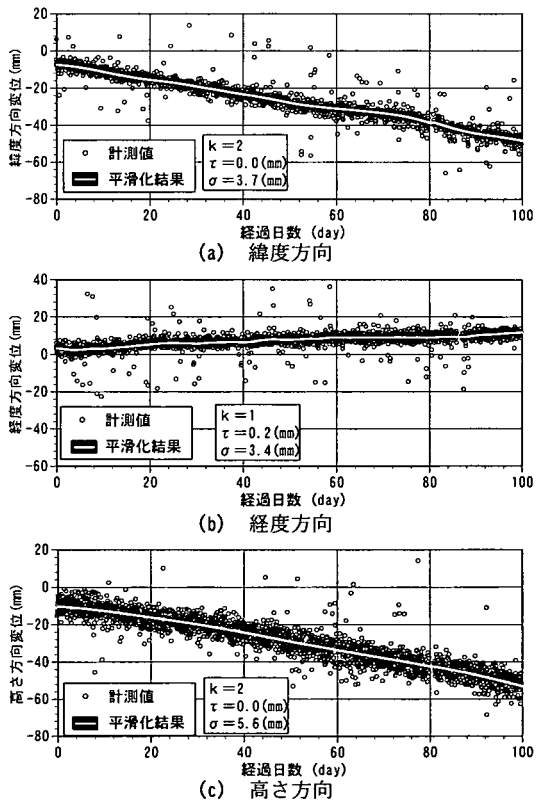 20
0
-20
-40
-60
-80
緯度方向変位(mm)
計測値
平滑化結果
k=2
τ=0.0(mm)
σ=3.7(mm)
0 20 40 60 80 100
経過日数 (day)
(a) 緯度方向
40
20
0
-20
-40
-60
経度方向変位(mm)
計測値
平滑化結果
k=1
τ=0.2(mm)
σ=3.4(mm)
0 20 40 60 80 100
経過日数 (day)
(b) 経度方向
20
0
-20
-40
-60
-80
高さ方向変位(mm)
計測値
平滑化結果
k=2
τ=0.0(mm)
σ=5.6(mm)
0 20 40 60 80 100
経過日数 (day)
(c) 高さ方向